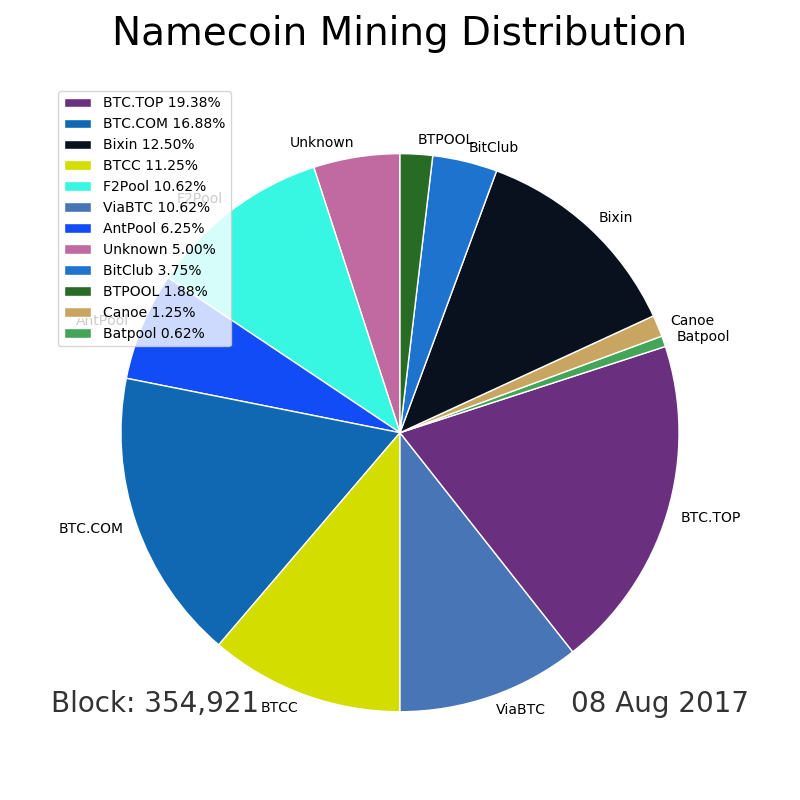 Namecoin Mining Distribution
BTC.TOP 19.38%
BTC.COM 16.88%
Bixin 12.50%
BTCC 11.25%
F2Pool 10.62%
ViaBTC 10.62%
AntPool 6.25%
Unknown 5.00%
BitClub 3.75%
BTPOOL 1.88%
Canoe 1.25%
Batpool 0.62%
Unknown
BTPOOL
BitClub
F2Pool
Bixin
AntPool
Canoe
Batpool
BTC.COM
BTC.TOP
BTCC
ViaBTC
Block: 354,921
08 Aug 2017